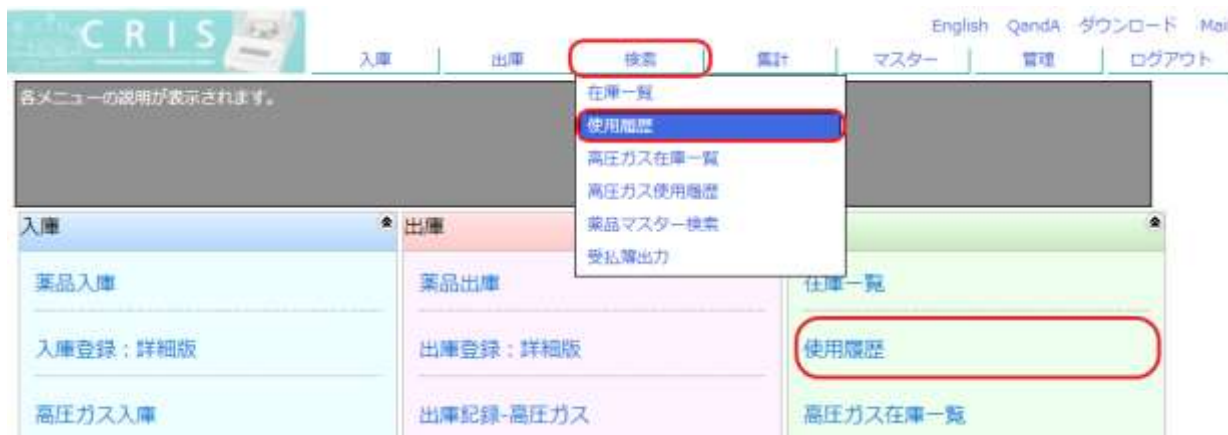 CRIS
English QandA ダウンロード Mai
入庫 出庫 検索 集計 マスター 管理 ログアウト
各メニューの説明が表示されます。
在庫一覧
使用履歴
高圧ガス在庫一覧
高圧ガス使用履歴
薬品マスター検索
受払簿出力
入庫 出庫
薬品入庫 薬品出庫 在庫一覧
入庫登録：詳細版 出庫登録：詳細版 使用履歴
高圧ガス入庫 出庫記録-高圧ガス 高圧ガス在庫一覧